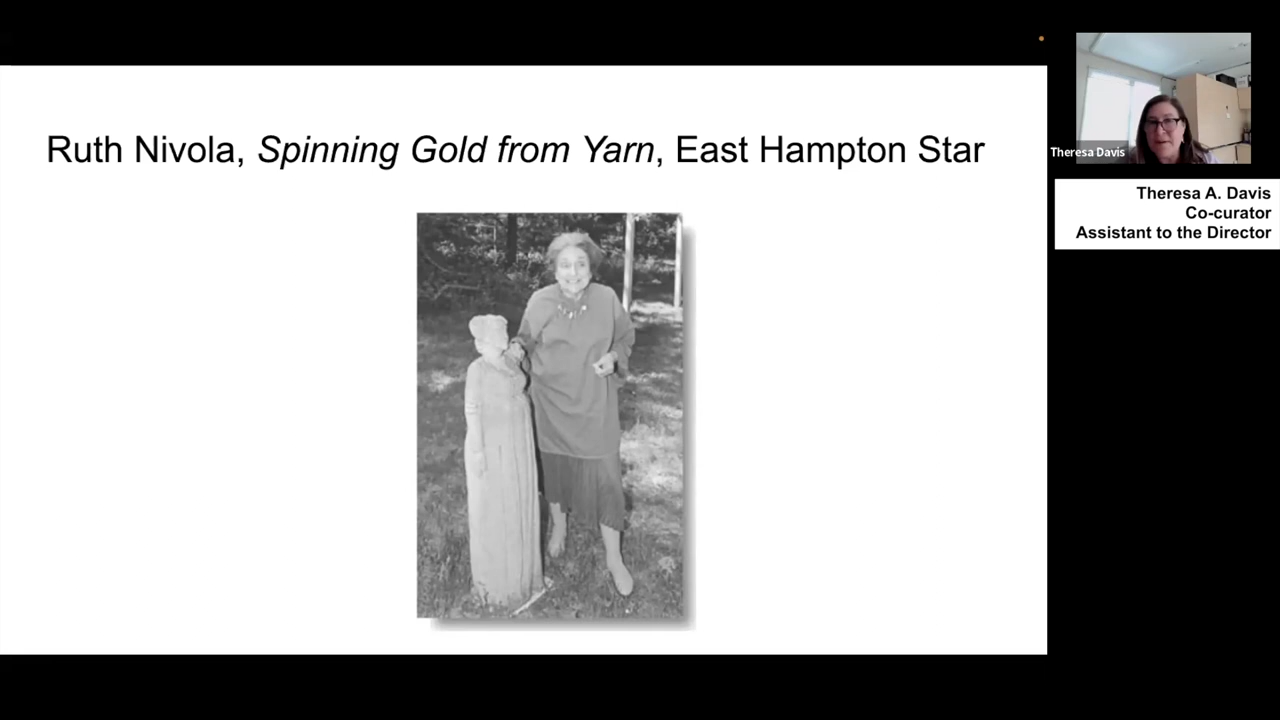 Ruth Nivola, Spinning Gold from Yarn, East Hampton Star
Theresa Davis
Theresa A. Davis
Co-curator
Assistant to the Director